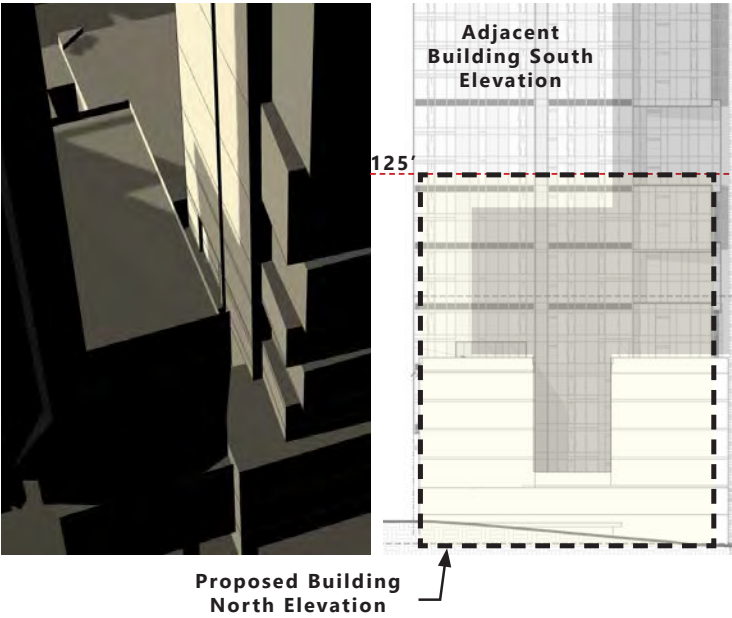 Adjacent
Building South
Elevation
125'
Proposed Building
North Elevation